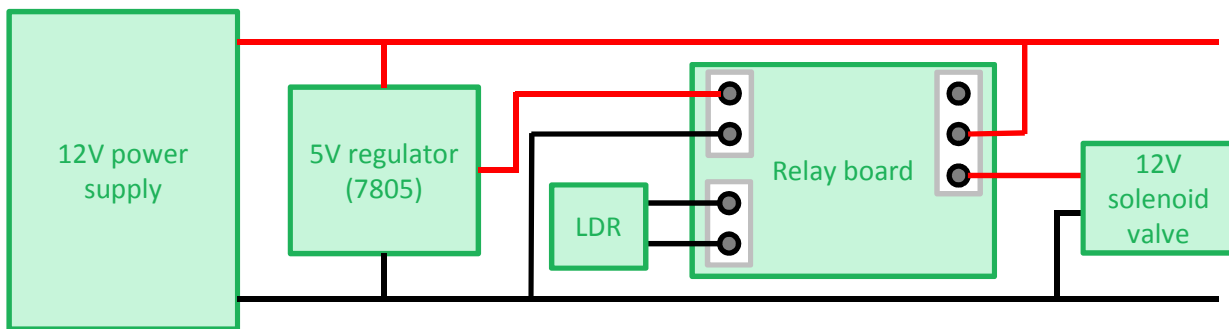 12V power
supply
5V regulator
(7805)
LDR
Relay board
12V
solenoid
valve